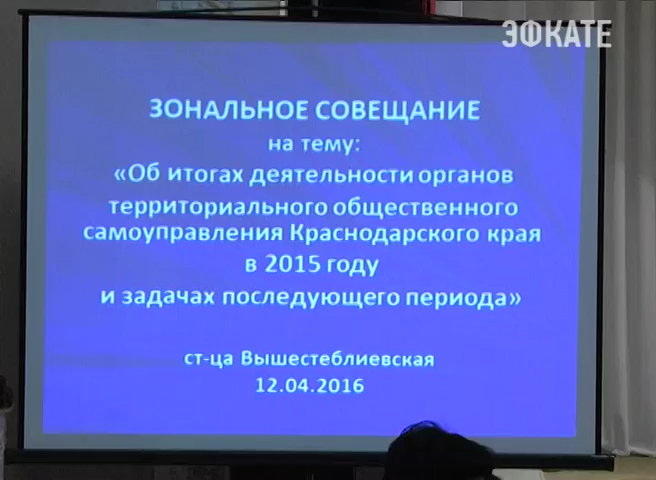 ЭФКАТЕ
ЗОНАЛЬНОЕ СОВЕЩАНИЕ
на тему:
«Об итогах деятельности органов
территориального общественного
самоуправления Краснодарского края
в 2015 году
и задачах последующего периода»
ст-ца Вышестеблиевская
12.04.2016